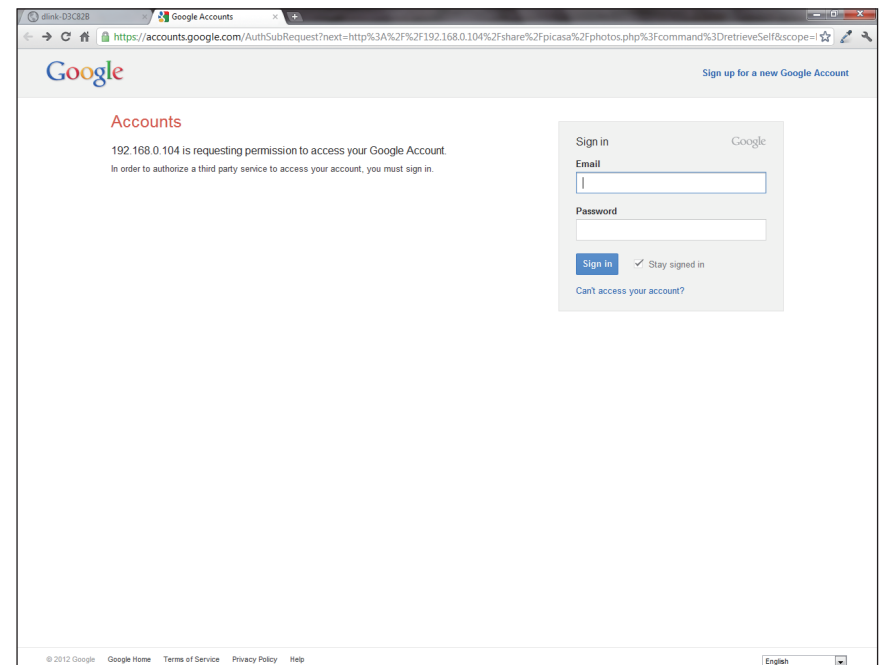 dlink-D3C82B
Google Accounts
https://accounts.google.com/AuthSubRequest?next=http%3A%2F%2F192.168.0.104%2Fshare%2Fpicasa%2Fphotos.php%3Fcommand%3DretrieveSelf&scope=
Google
Sign up for a new Google Account
Accounts
192.168.0.104 is requesting permission to access your Google Account.
In order to authorize a third party service to access your account, you must sign in.
Sign in Google
Email
Password
Sign in Stay signed in
Can't access your account?
© 2012 Google Google Home Terms of Service Privacy Policy Help
English